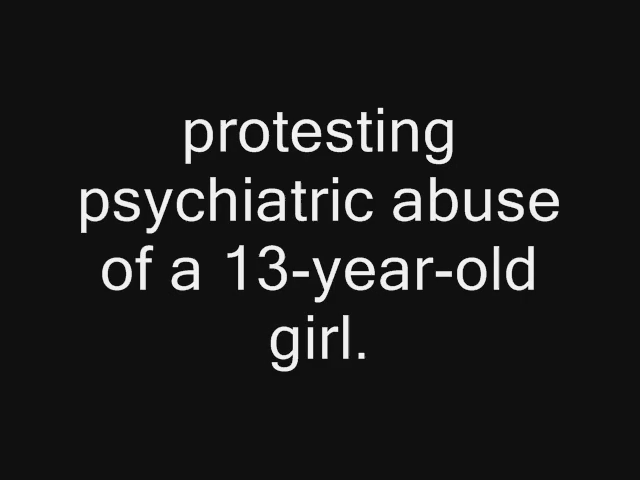 protesting
psychiatric abuse
of a 13-year-old
girl.